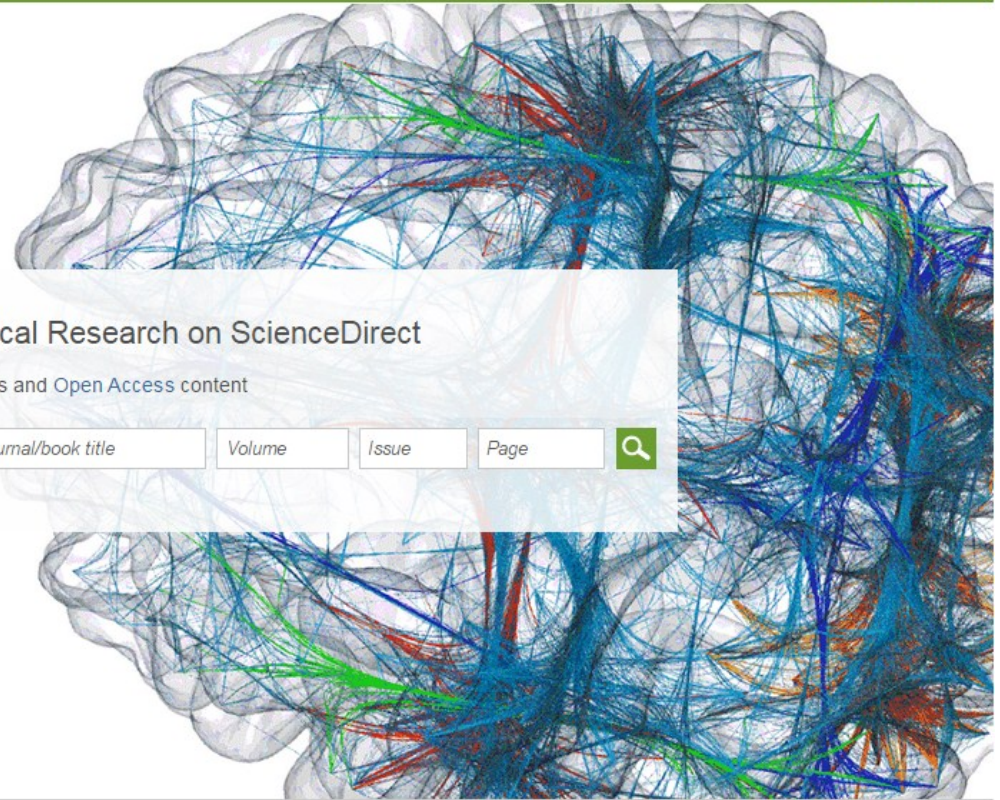 cal Research on ScienceDirect
s and Open Access content
urnal/book title Volume Issue Page